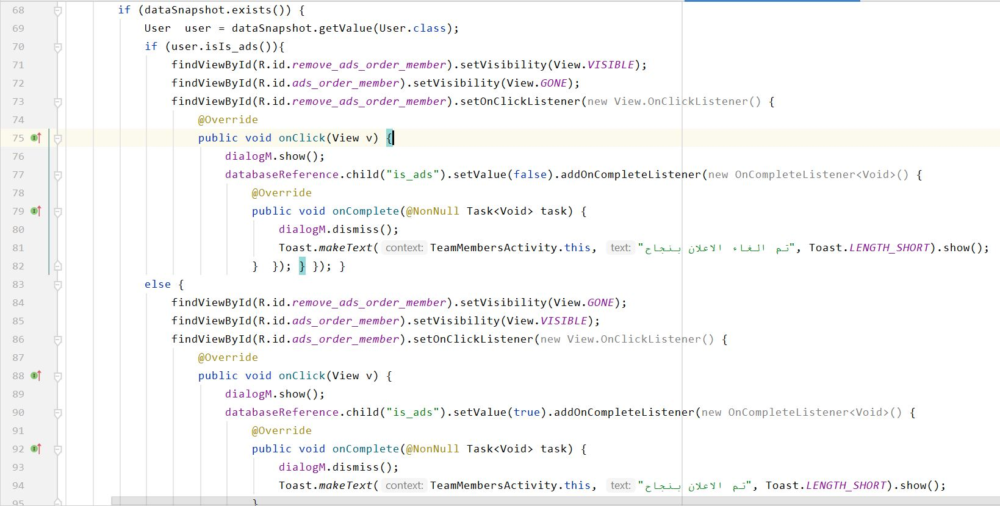 68 if (dataSnapshot.exists()) {
69 User  user = dataSnapshot.getValue(User.class);
70 if (user.isIs_ads()){
71 findViewById(R.id.remove_ads_order_member).setVisibility(View.VISIBLE);
72 findViewById(R.id.ads_order_member).setVisibility(View.GONE);
73 findViewById(R.id.remove_ads_order_member).setOnClickListener(new View.OnClickListener() {
74 @Override
75 public void onClick(View v) {
76 dialogM.show();
77 databaseReference.child("is_ads").setValue(false).addOnCompleteListener(new OnCompleteListener<Void>() {
78 @Override
79 public void onComplete(@NonNull Task<Void> task) {
80 dialogM.dismiss();
81 Toast.makeText( context: TeamMembersActivity.this, text: "تم الغاء الاعلان بنجاح", Toast.LENGTH_SHORT).show();
82 }  }); } }); }
83 else {
84 findViewById(R.id.remove_ads_order_member).setVisibility(View.GONE);
85 findViewById(R.id.ads_order_member).setVisibility(View.VISIBLE);
86 findViewById(R.id.ads_order_member).setOnClickListener(new View.OnClickListener() {
87 @Override
88 public void onClick(View v) {
89 dialogM.show();
90 databaseReference.child("is_ads").setValue(true).addOnCompleteListener(new OnCompleteListener<Void>() {
91 @Override
92 public void onComplete(@NonNull Task<Void> task) {
93 dialogM.dismiss();
94 Toast.makeText( context: TeamMembersActivity.this, text: "تم الاعلان بنجاح", Toast.LENGTH_SHORT).show();
95 }